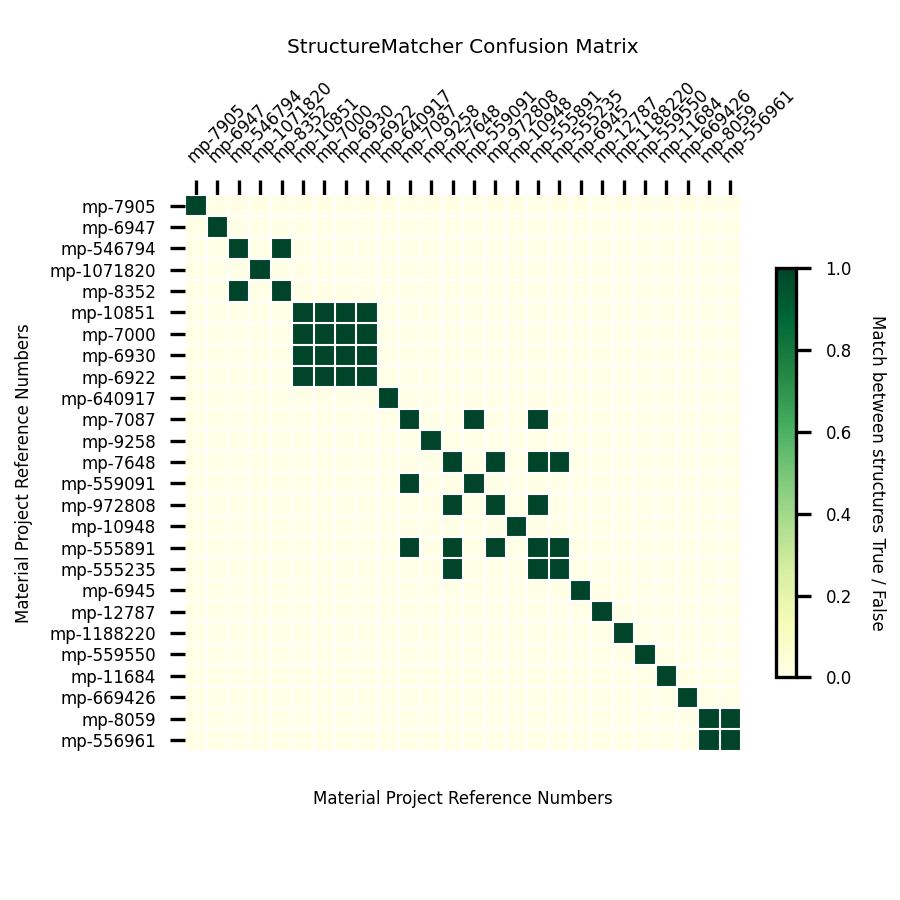 StructureMatcher Confusion Matrix
mp-7905
mp-6947
mp-546794
mp-1071820
mp-8352
mp-10851
mp-7000
mp-6930
mp-6922
mp-640917
mp-7087
mp-9258
mp-7648
mp-559091
mp-972808
mp-10948
mp-555891
mp-555235
mp-6945
mp-12787
mp-1188220
mp-559550
mp-11684
mp-669426
mp-8059
mp-556961
Material Project Reference Numbers
mp-7905
mp-6947
mp-546794
mp-1071820
mp-8352
mp-10851
mp-7000
mp-6930
mp-6922
mp-640917
mp-7087
mp-9258
mp-7648
mp-559091
mp-972808
mp-10948
mp-555891
mp-555235
mp-6945
mp-12787
mp-1188220
mp-559550
mp-11684
mp-669426
mp-8059
mp-556961
1.0
0.8
0.6
0.4
0.2
0.0
Match between structures True / False
Material Project Reference Numbers